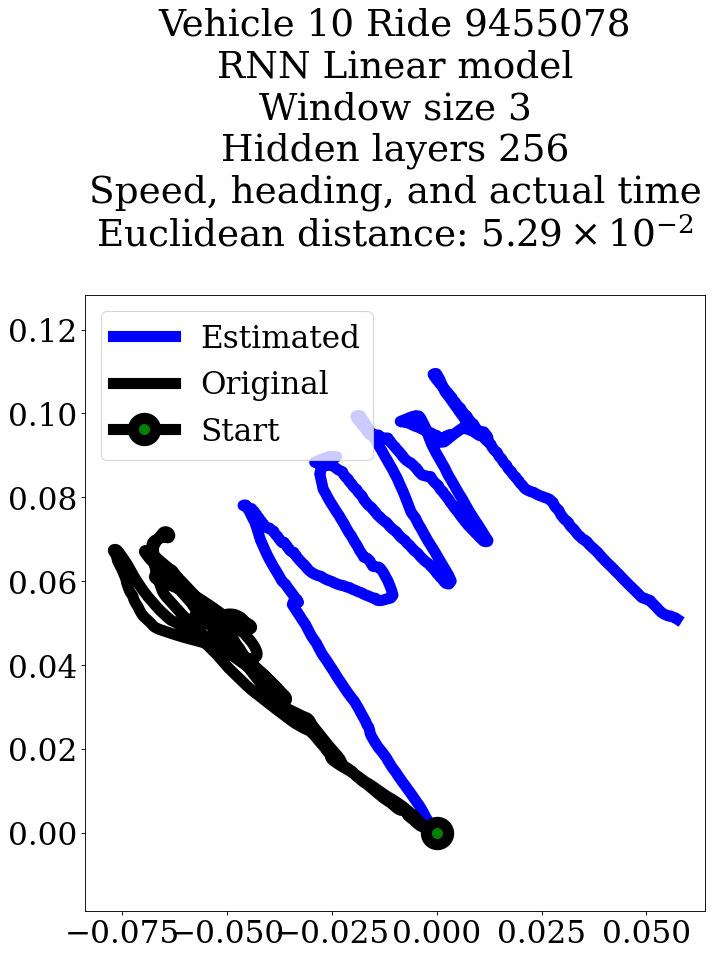 Vehicle 10 Ride 9455078
RNN Linear model
Window size 3
Hidden layers 256
Speed, heading, and actual time
Euclidean distance: 5.29 × 10⁻²
Estimated
Original
Start
0.12
0.10
0.08
0.06
0.04
0.02
0.00
−0.075 −0.050 −0.025 0.000 0.025 0.050